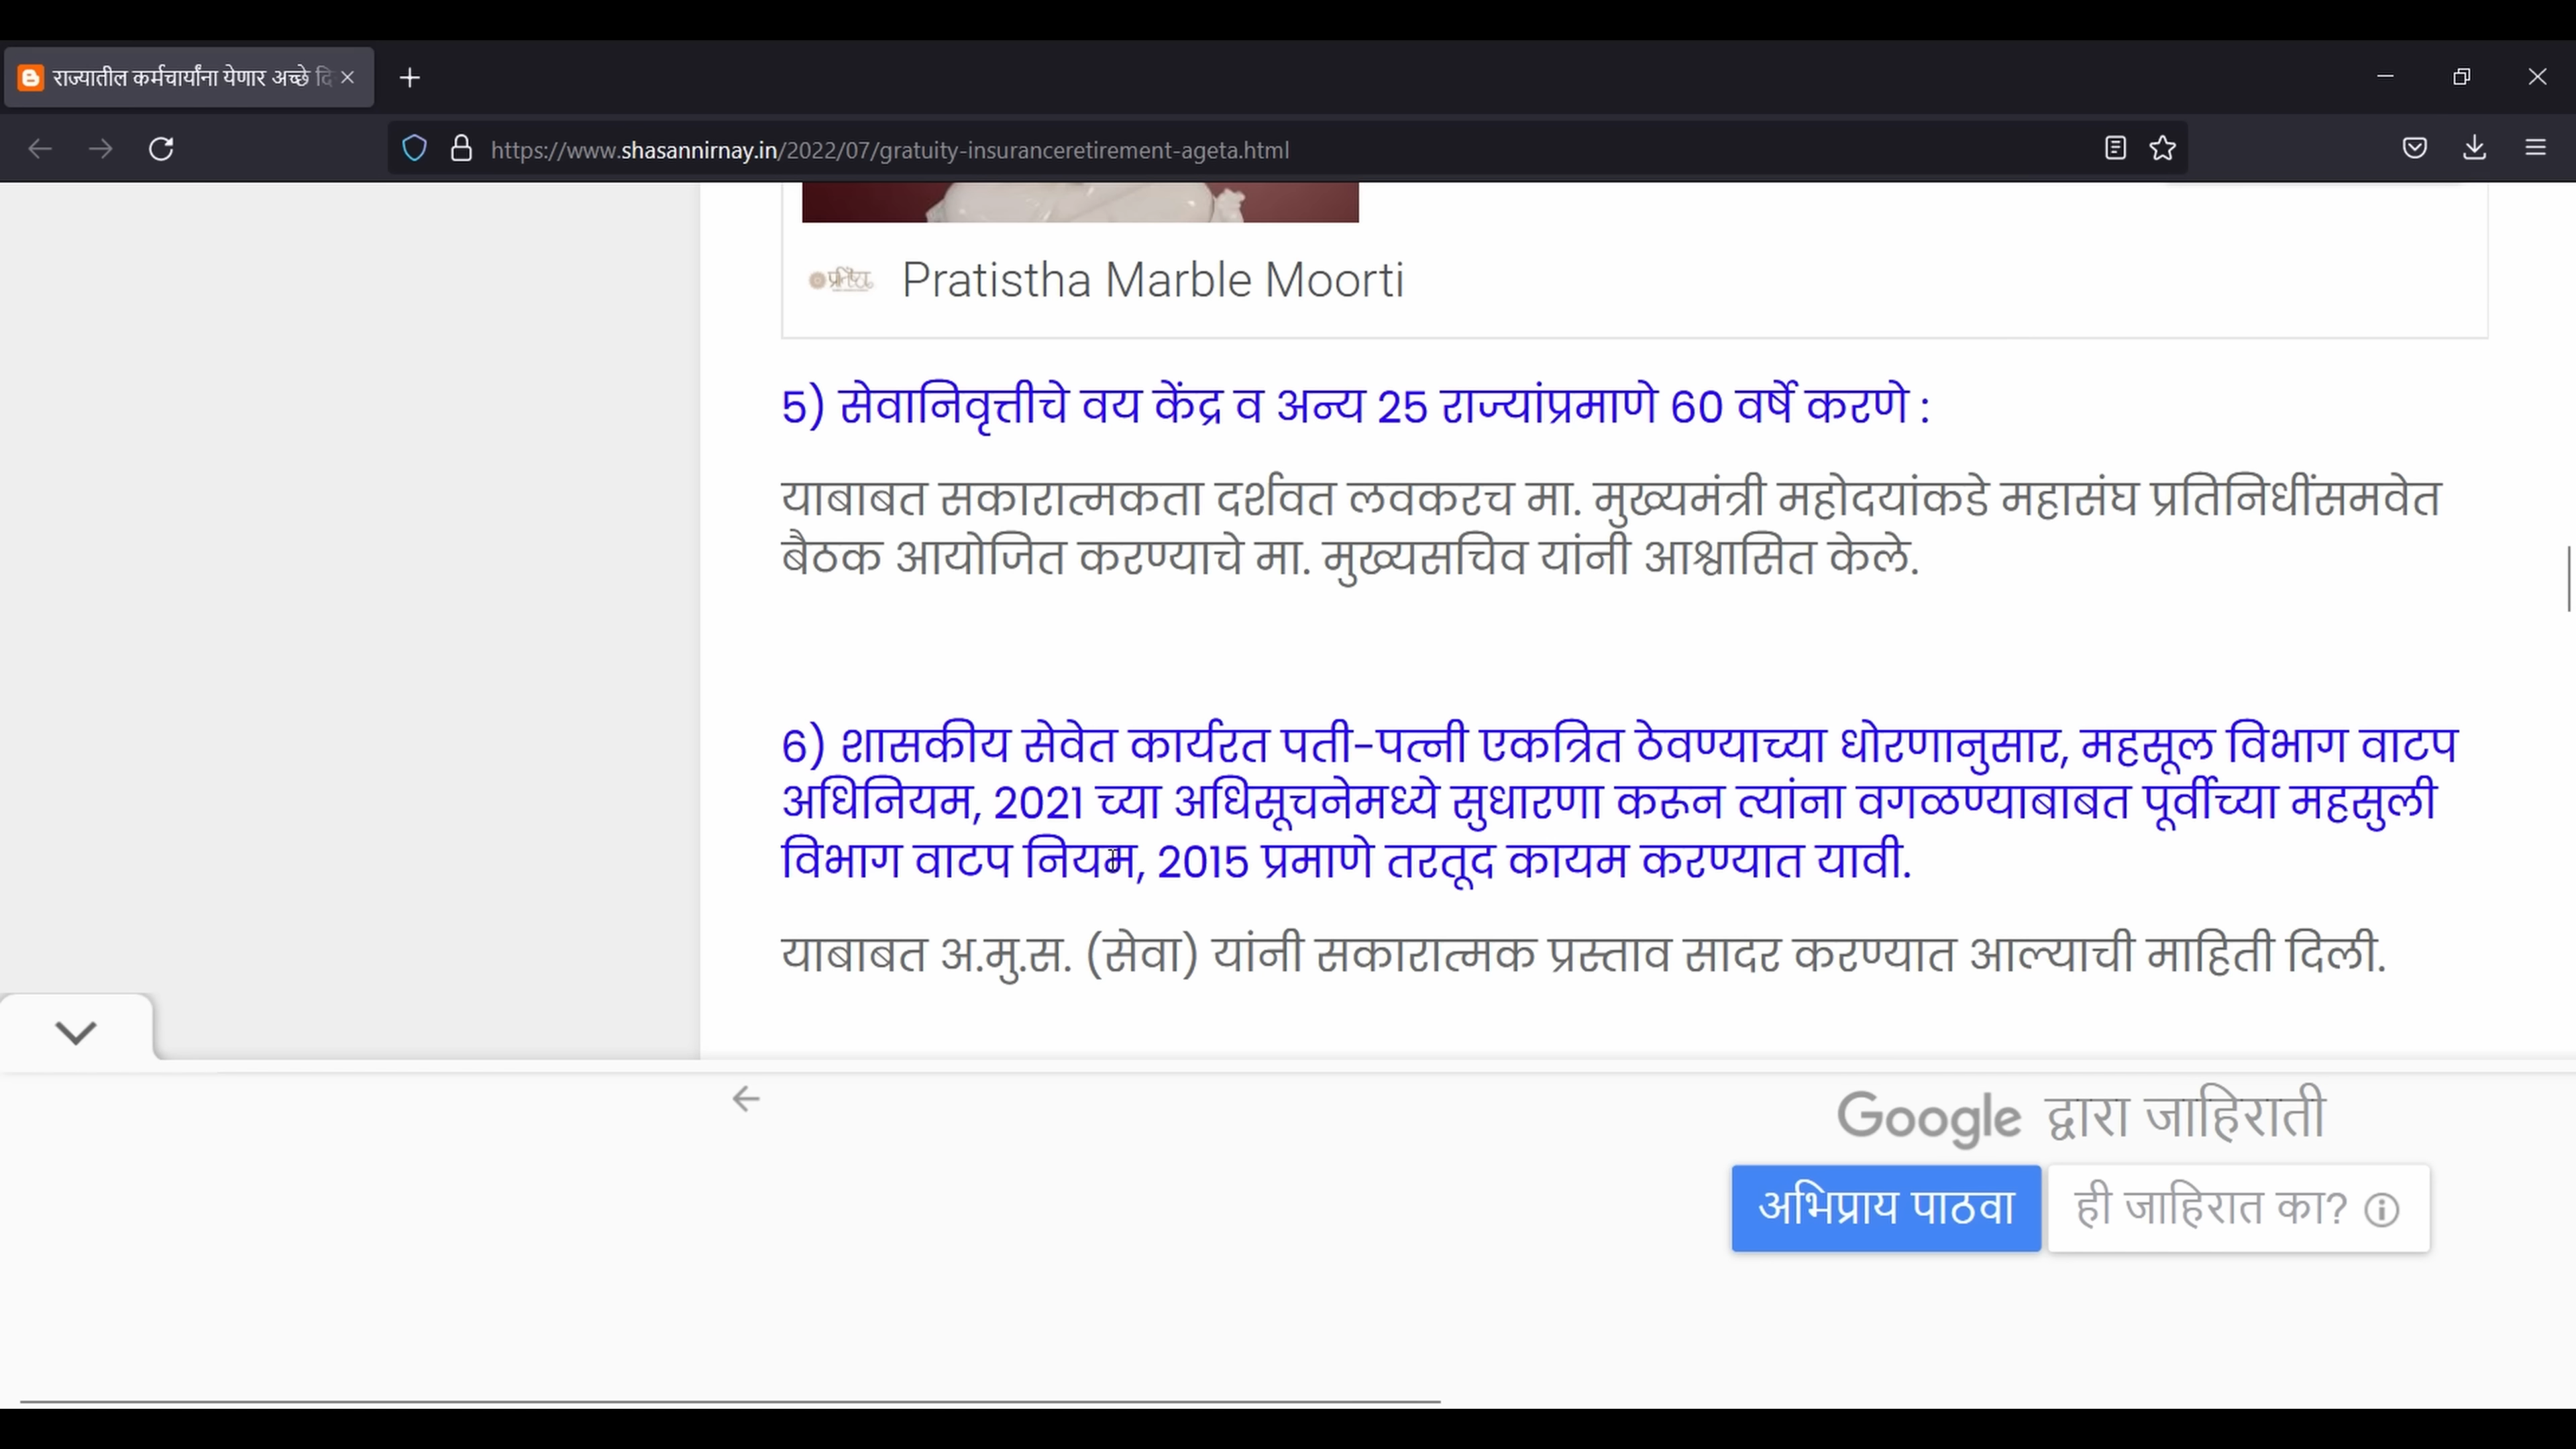 राज्यातील कर्मचार्यांना येणार अच्छे दि
https://www.shasannirnay.in/2022/07/gratuity-insuranceretirement-ageta.html
Pratistha Marble Moorti
5) सेवानिवृत्तीचे वय केंद्र व अन्य 25 राज्यांप्रमाणे 60 वर्षे करणे :
याबाबत सकारात्मकता दर्शवत लवकरच मा. मुख्यमंत्री महोदयांकडे महासंघ प्रतिनिधींसमवेत
बैठक आयोजित करण्याचे मा. मुख्यसचिव यांनी आश्वासित केले.
6) शासकीय सेवेत कार्यरत पती-पत्नी एकत्रित ठेवण्याच्या धोरणानुसार, महसूल विभाग वाटप
अधिनियम, 2021 च्या अधिसूचनेमध्ये सुधारणा करून त्यांना वगळण्याबाबत पूर्वीच्या महसुली
विभाग वाटप नियम, 2015 प्रमाणे तरतूद कायम करण्यात यावी.
याबाबत अ.मु.स. (सेवा) यांनी सकारात्मक प्रस्ताव सादर करण्यात आल्याची माहिती दिली.
Google द्वारा जाहिराती
अभिप्राय पाठवा ही जाहिरात का?